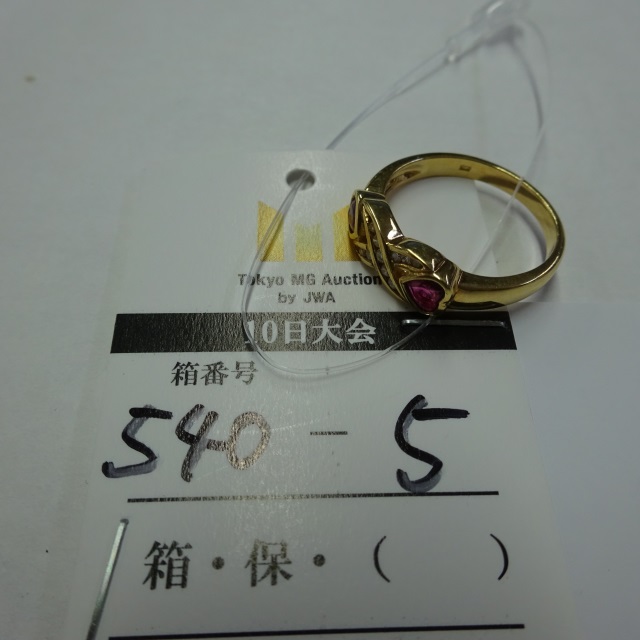 Tokyo MG Auction
by JWA
10日大会
箱番号
540 — 5
箱・保・( )